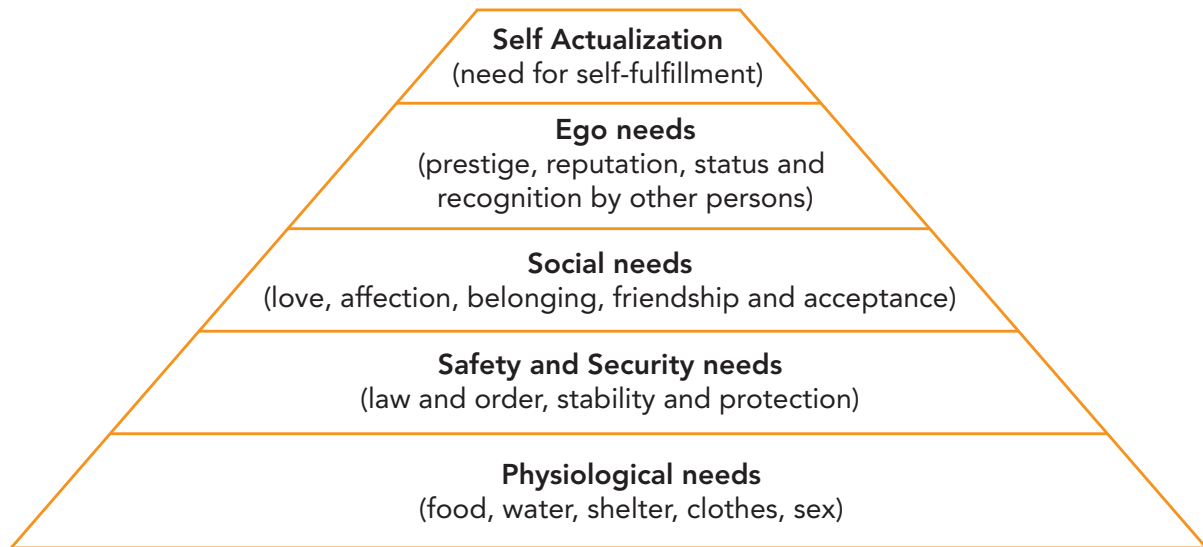 Self Actualization
(need for self-fulfillment)
Ego needs
(prestige, reputation, status and
recognition by other persons)
Social needs
(love, affection, belonging, friendship and acceptance)
Safety and Security needs
(law and order, stability and protection)
Physiological needs
(food, water, shelter, clothes, sex)